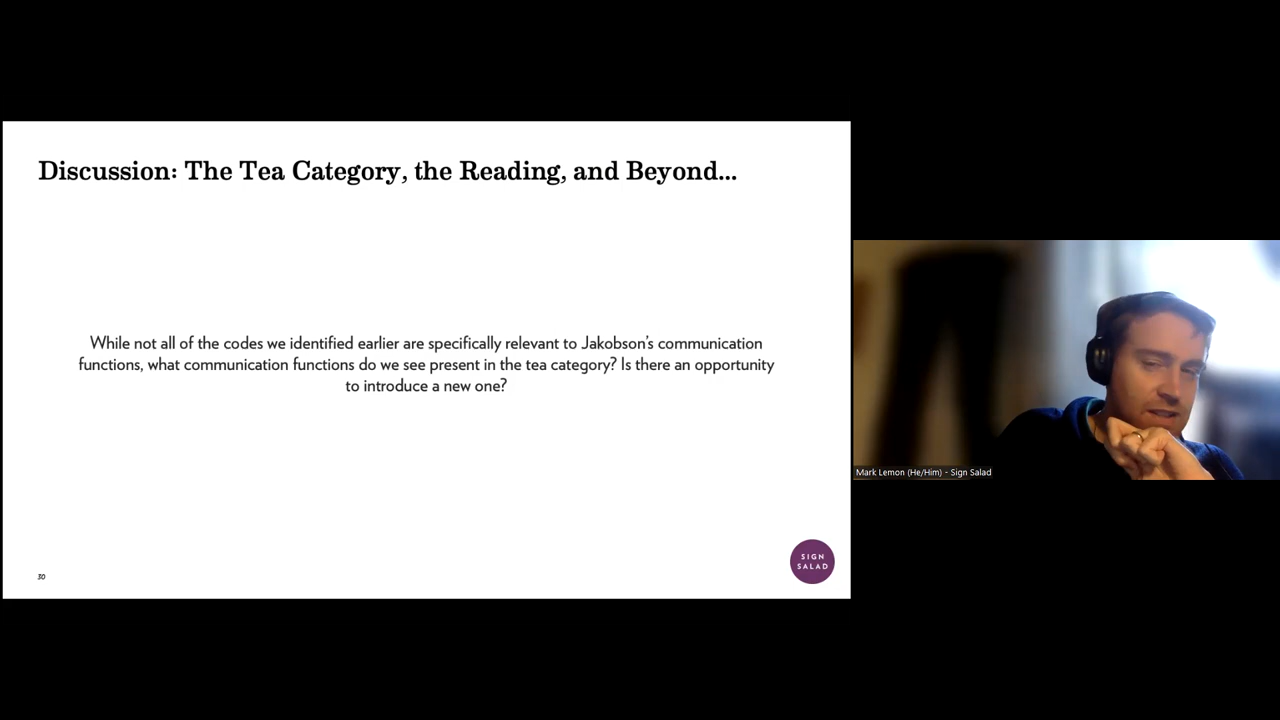 Discussion: The Tea Category, the Reading, and Beyond...
While not all of the codes we identified earlier are specifically relevant to Jakobson's communication
functions, what communication functions do we see present in the tea category? Is there an opportunity
to introduce a new one?
30
SIGN
SALAD
Mark Lemon (He/Him) - Sign Salad